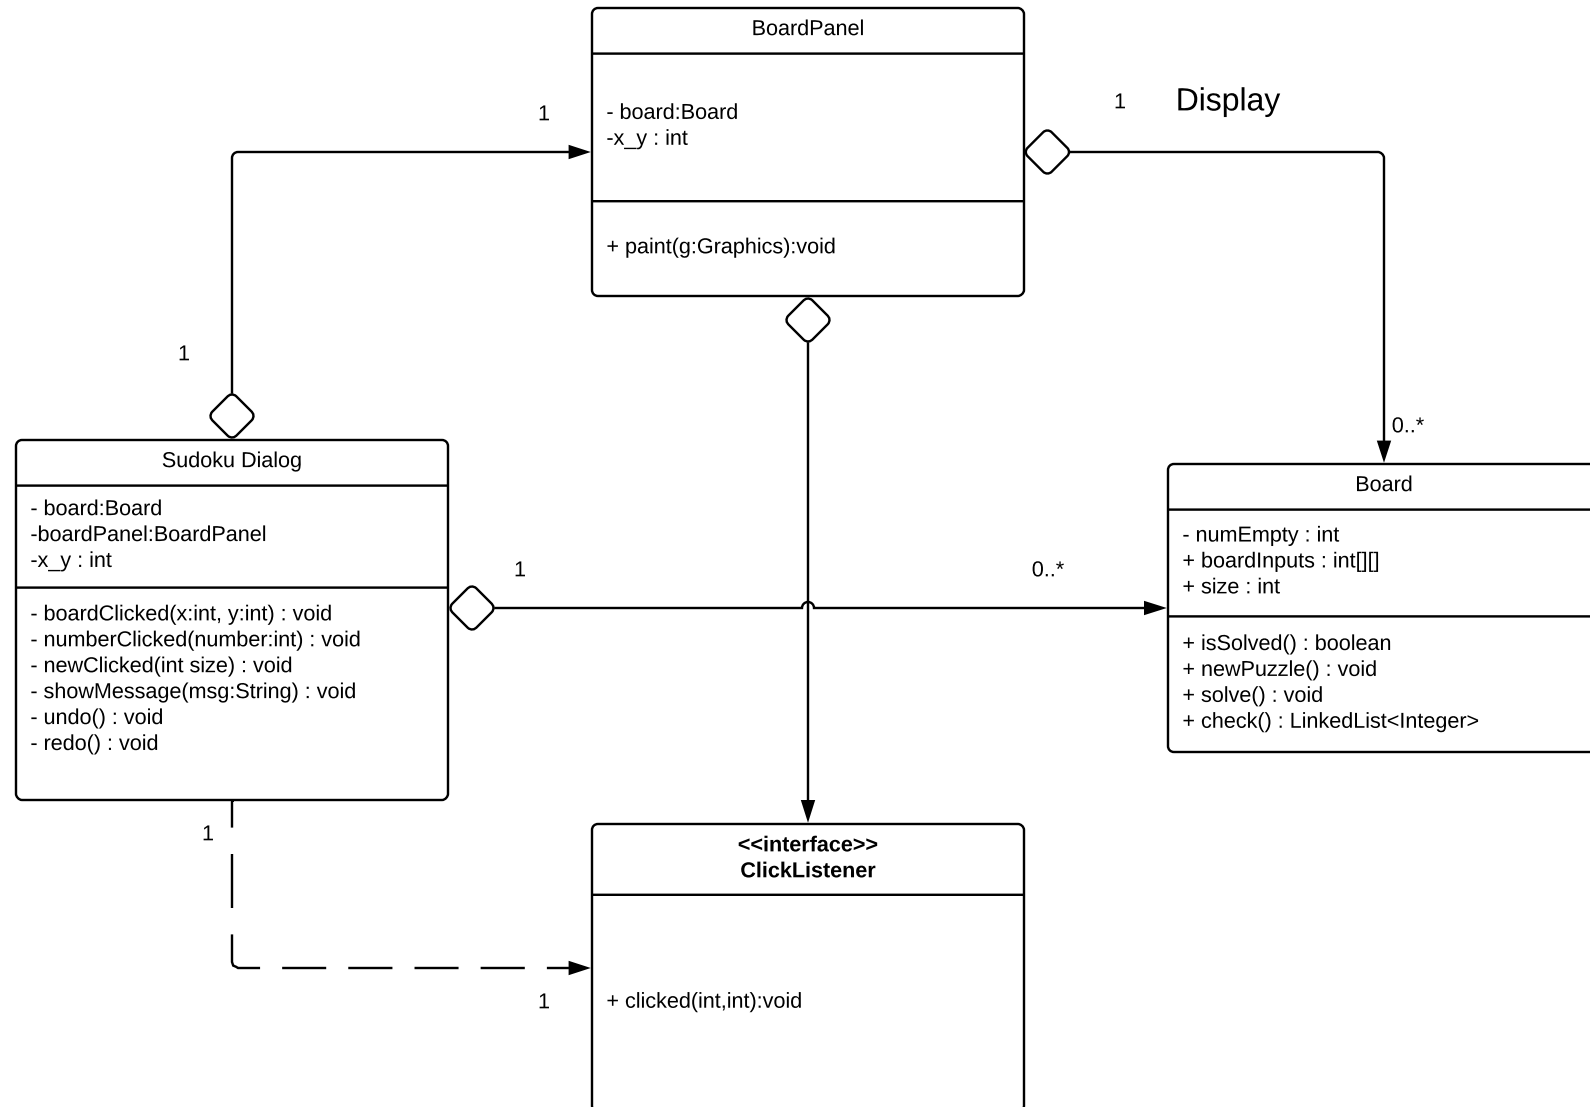 BoardPanel
- board:Board
-x_y : int
+ paint(g:Graphics):void
1
1
Display
1
0..*
Sudoku Dialog
- board:Board
-boardPanel:BoardPanel
-x_y : int
- boardClicked(x:int, y:int) : void
- numberClicked(number:int) : void
- newClicked(int size) : void
- showMessage(msg:String) : void
- undo() : void
- redo() : void
1
0..*
Board
- numEmpty : int
+ boardInputs : int[][]
+ size : int
+ isSolved() : boolean
+ newPuzzle() : void
+ solve() : void
+ check() : LinkedList<Integer>
1
1
<<interface>>
ClickListener
+ clicked(int,int):void